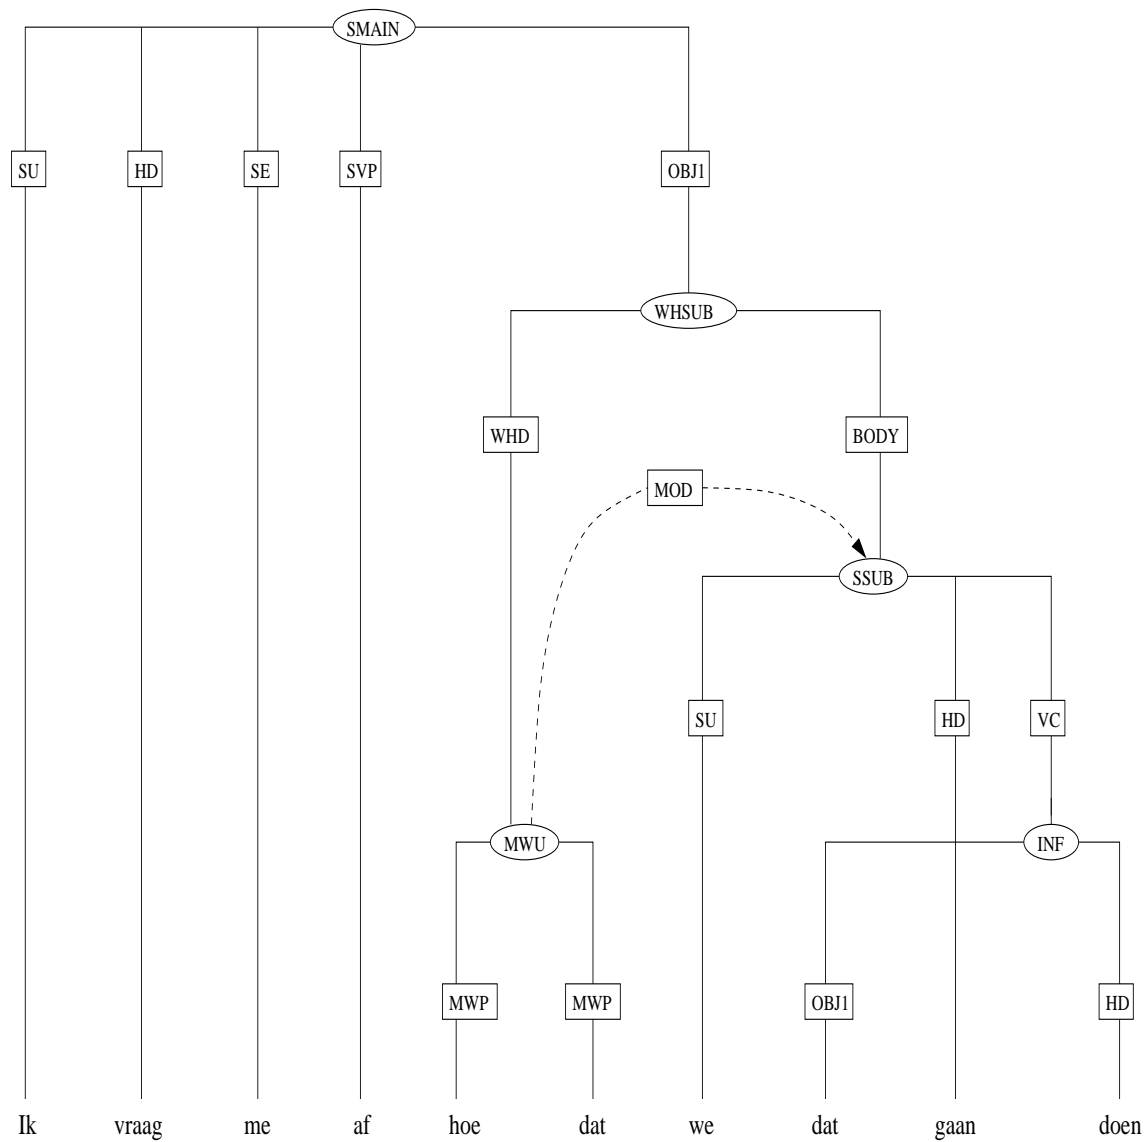 SMAIN
SU HD SE SVP OBJ1
WHSUB
WHD BODY
MOD
SSUB
SU HD VC
MWU INF
MWP MWP OBJ1 HD
Ik vraag me af hoe dat we dat gaan doen